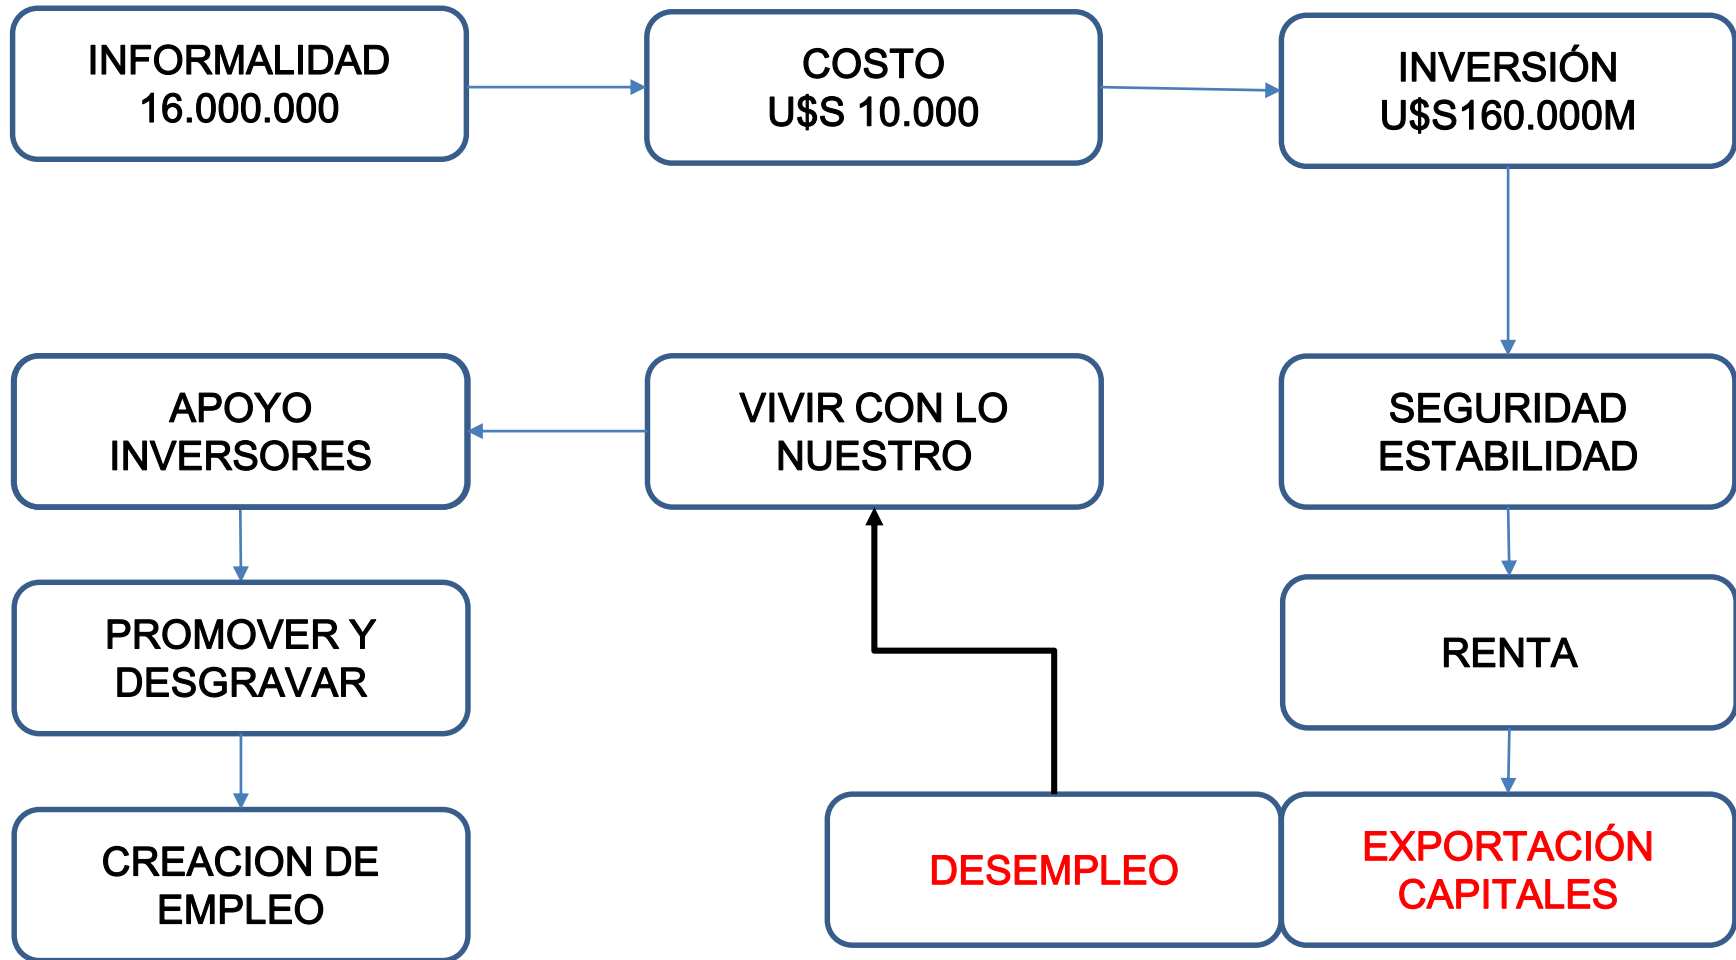 INFORMALIDAD
16.000.000
COSTO
U$S 10.000
INVERSIÓN
U$S160.000M
APOYO
INVERSORES
VIVIR CON LO
NUESTRO
SEGURIDAD
ESTABILIDAD
PROMOVER Y
DESGRAVAR
RENTA
CREACION DE
EMPLEO
DESEMPLEO
EXPORTACIÓN
CAPITALES